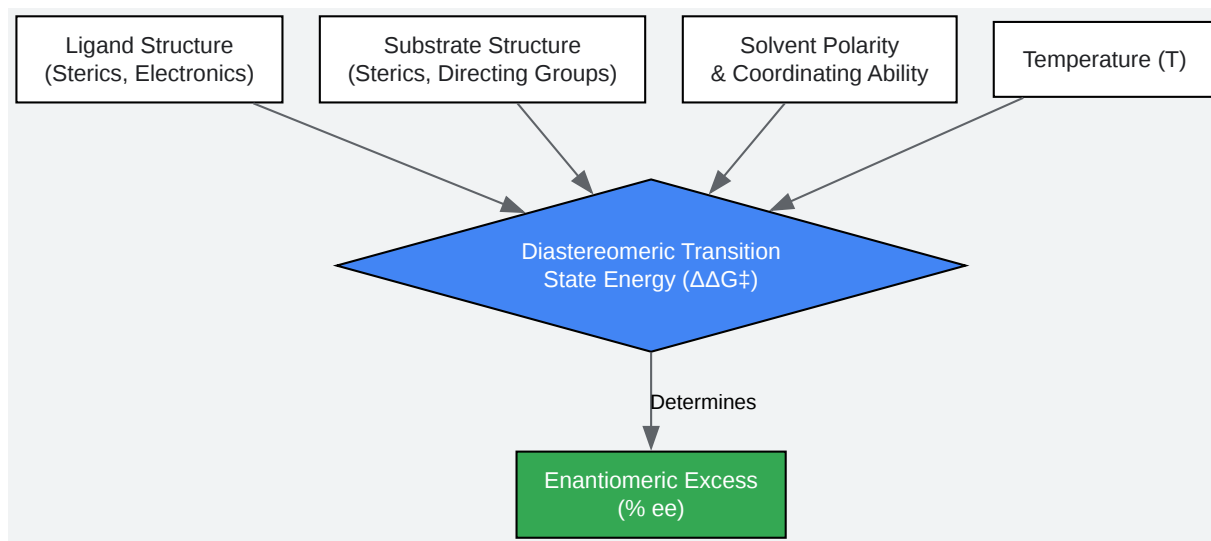 Ligand Structure
(Sterics, Electronics)
Substrate Structure
(Sterics, Directing Groups)
Solvent Polarity
& Coordinating Ability
Temperature (T)
Diastereomeric Transition
State Energy (ΔΔG‡)
Determines
Enantiomeric Excess
(% ee)